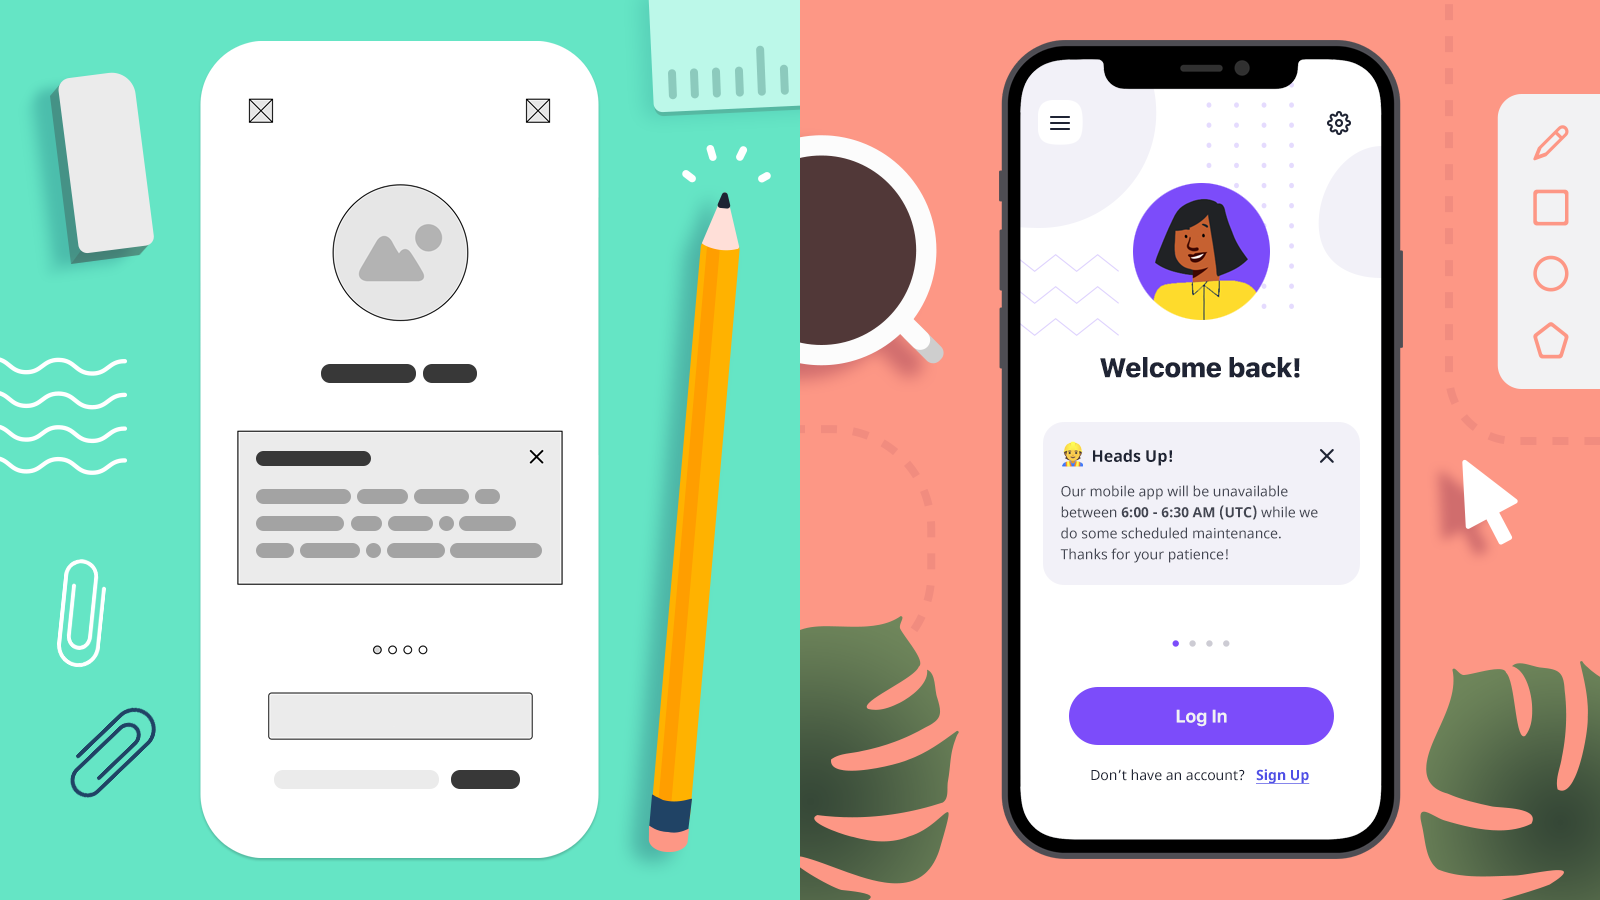 Welcome back!
👷 Heads Up!
Our mobile app will be unavailable
between 6:00 - 6:30 AM (UTC) while we
do some scheduled maintenance.
Thanks for your patience!
Log In
Don't have an account? Sign Up